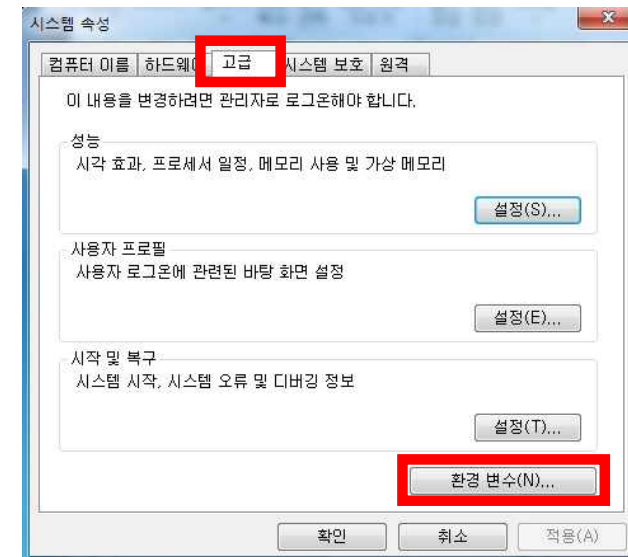 시스템 속성
컴퓨터 이름 하드웨어 고급 시스템 보호 원격
이 내용을 변경하려면 관리자로 로그온해야 합니다.
성능
시각 효과, 프로세서 일정, 메모리 사용 및 가상 메모리
설정(S)...
사용자 프로필
사용자 로그온에 관련된 바탕 화면 설정
설정(E)...
시작 및 복구
시스템 시작, 시스템 오류 및 디버깅 정보
설정(T)...
환경 변수(N)...
확인 취소 적용(A)